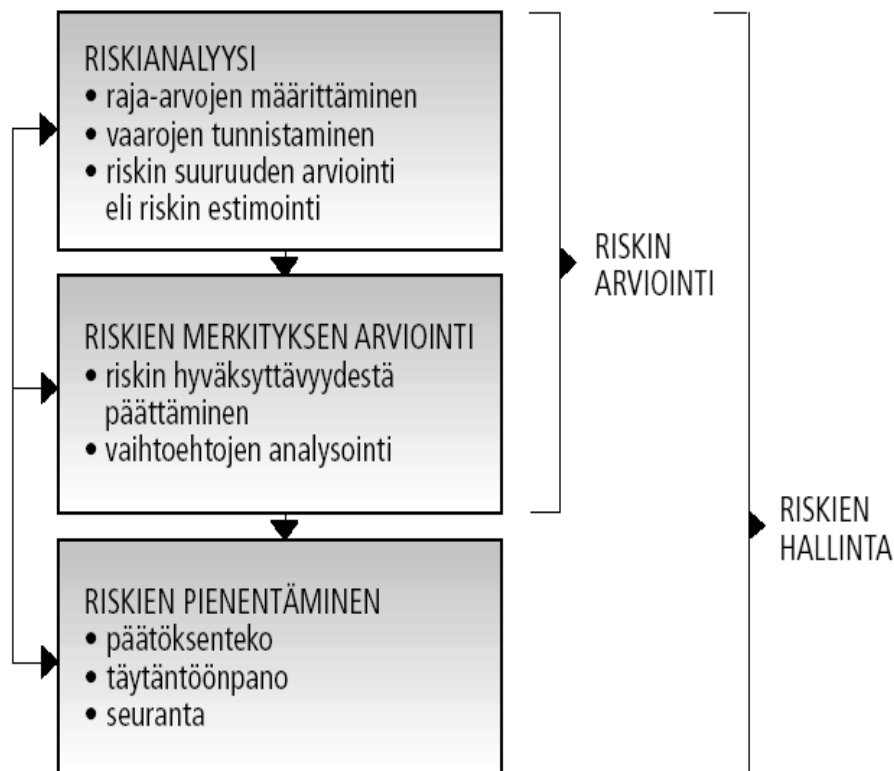 RISKIANALYYSI
• raja-arvojen määrittäminen
• vaarojen tunnistaminen
• riskin suuruuden arviointi
eli riskin estimointi
RISKIEN MERKITYKSEN ARVIOINTI
• riskin hyväksyttävyydestä
päättäminen
• vaihtoehtojen analysointi
RISKIEN PIENENTÄMINEN
• päätöksenteko
• täytäntöönpano
• seuranta
RISKIN
ARVIOINTI
RISKIEN
HALLINTA